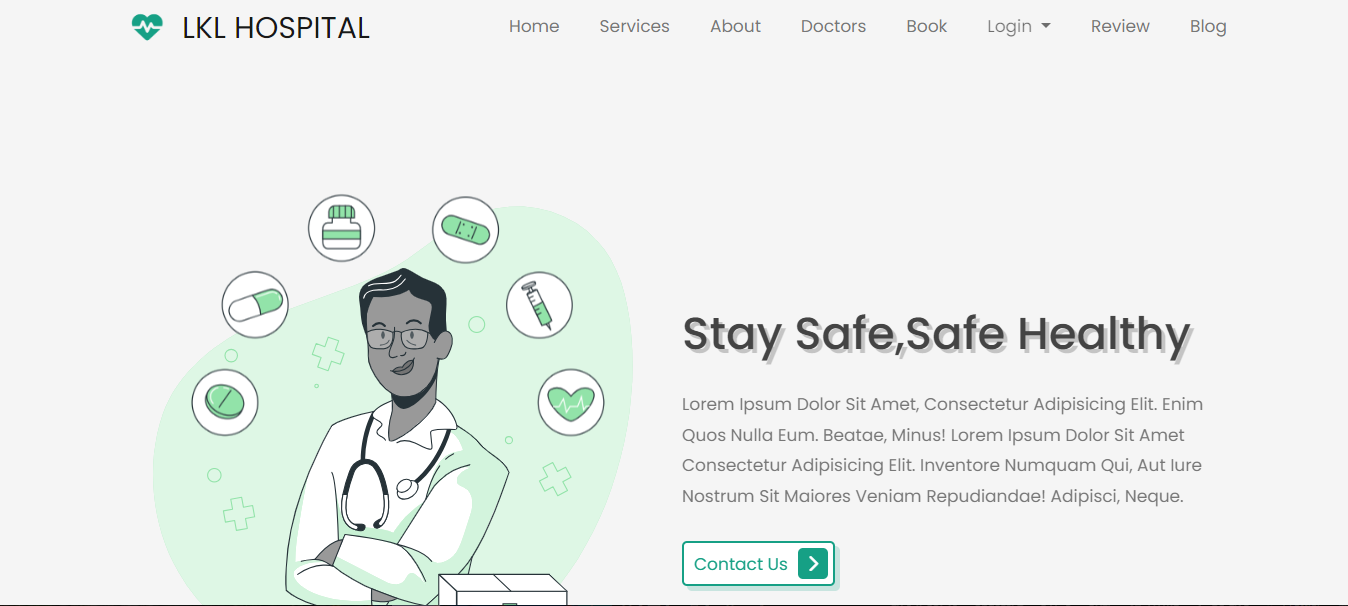 LKL HOSPITAL
Home Services About Doctors Book Login Review Blog
Stay Safe,Safe Healthy
Lorem Ipsum Dolor Sit Amet, Consectetur Adipisicing Elit. Enim
Quos Nulla Eum. Beatae, Minus! Lorem Ipsum Dolor Sit Amet
Consectetur Adipisicing Elit. Inventore Numquam Qui, Aut Iure
Nostrum Sit Maiores Veniam Repudiandae! Adipisci, Neque.
Contact Us